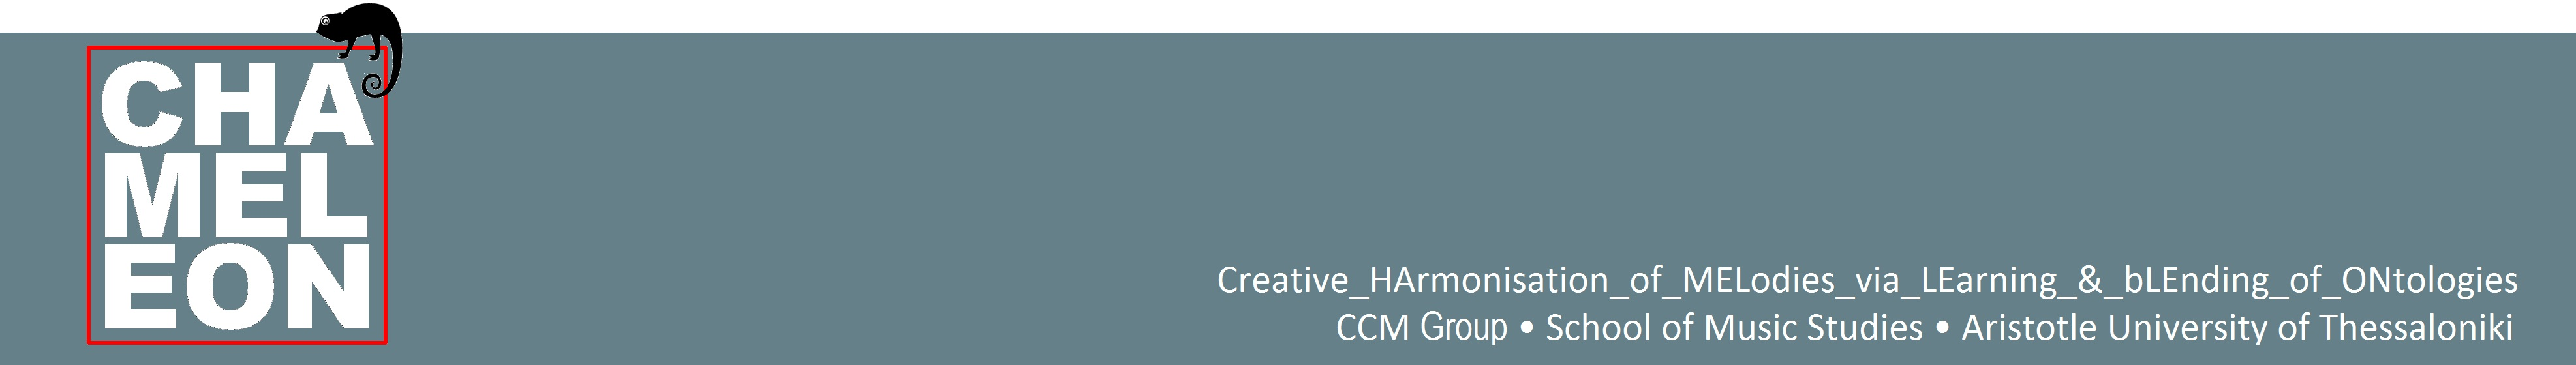 CHA
MEL
EON
Creative_HArmonisation_of_MELodies_via_LEarning_&_bLEnding_of_ONtologies
CCM Group • School of Music Studies • Aristotle University of Thessaloniki